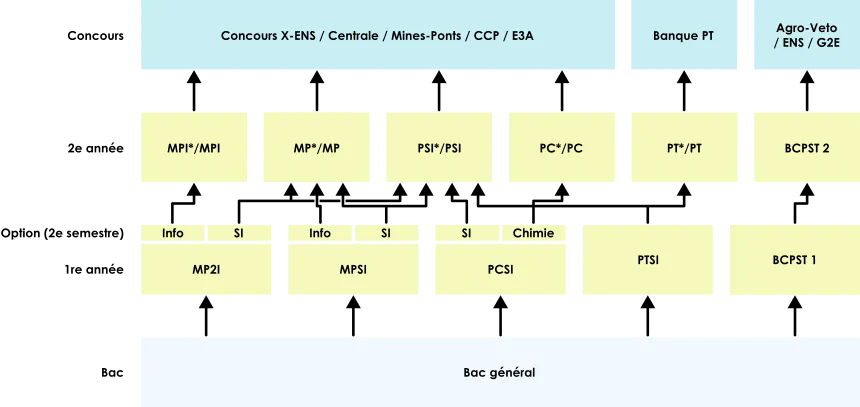 Concours
Concours X-ENS / Centrale / Mines-Ponts / CCP / E3A
Banque PT
Agro-Veto
/ ENS / G2E
2e année
MPI*/MPI
MP*/MP
PSI*/PSI
PC*/PC
PT*/PT
BCPST 2
Option (2e semestre)
Info
SI
Info
SI
SI
Chimie
1re année
MP2I
MPSI
PCSI
PTSI
BCPST 1
Bac
Bac général